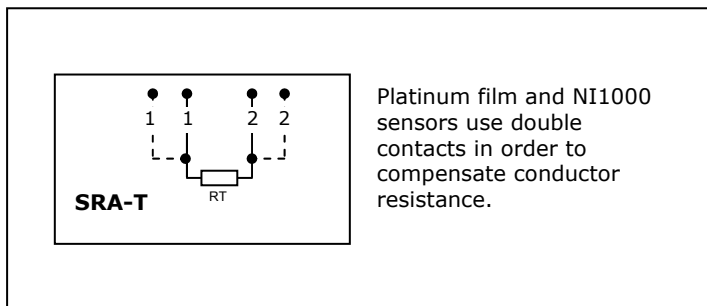 1 1 2 2
RT
SRA-T
Platinum film and NI1000
sensors use double
contacts in order to
compensate conductor
resistance.